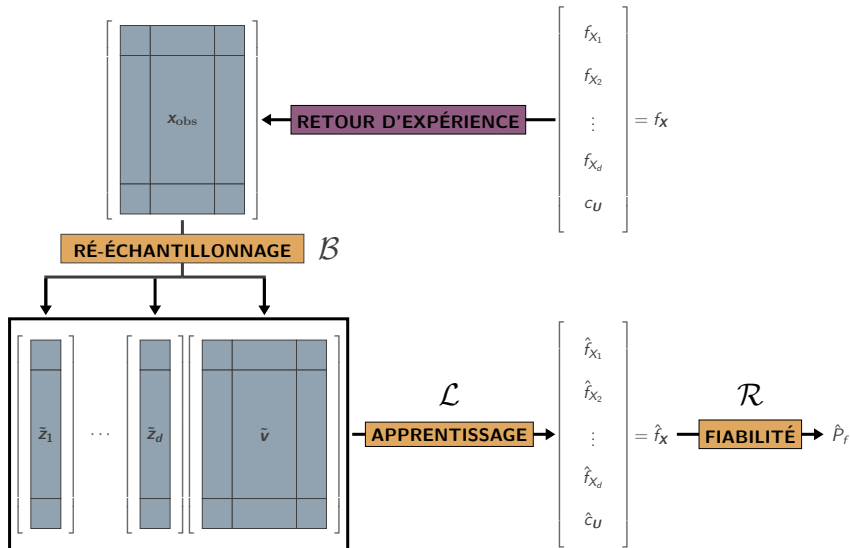 x_obs
RETOUR D'EXPÉRIENCE
f_{X_1}
f_{X_2}
⋮
f_{X_d}
c_U
= f_X
RÉ-ÉCHANTILLONNAGE
ℬ
z̃_1
⋯
z̃_d
ṽ
ℒ
APPRENTISSAGE
f̂_{X_1}
f̂_{X_2}
⋮
f̂_{X_d}
ĉ_U
= f̂_X
ℛ
FIABILITÉ
P̂_f